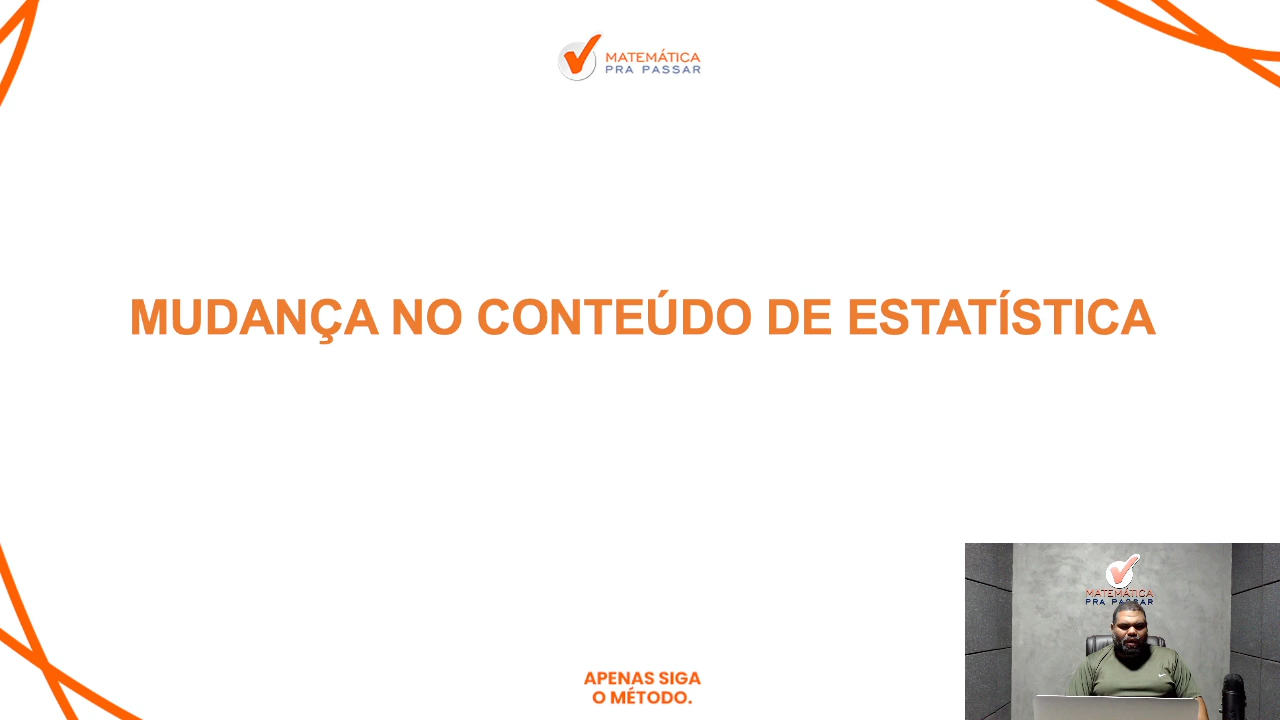 MATEMÁTICA
PRA PASSAR
MUDANÇA NO CONTEÚDO DE ESTATÍSTICA
MATEMÁTICA
PRA PASSAR
APENAS SIGA
O MÉTODO.